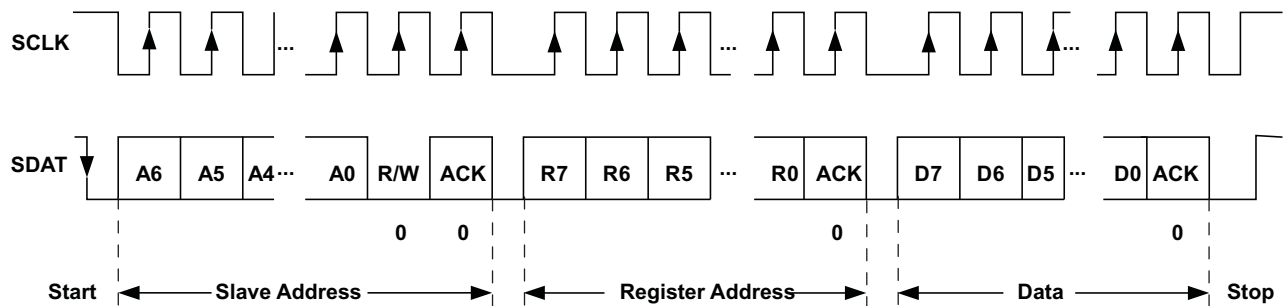 SCLK ... ... ...
SDAT A6 A5 A4 ... A0 R/W ACK R7 R6 R5 ... R0 ACK D7 D6 D5 ... D0 ACK
0 0 0 0
Start Slave Address Register Address Data Stop